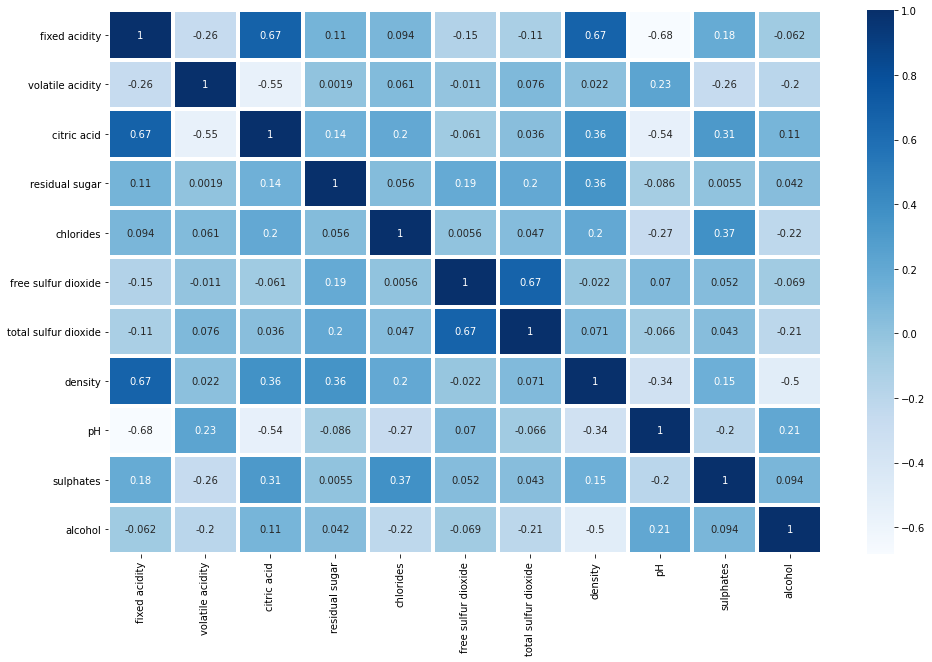 fixed acidity 1 -0.26 0.67 0.11 0.094 -0.15 -0.11 0.67 -0.68 0.18 -0.062
volatile acidity -0.26 1 -0.55 0.0019 0.061 -0.011 0.076 0.022 0.23 -0.26 -0.2
citric acid 0.67 -0.55 1 0.14 0.2 -0.061 0.036 0.36 -0.54 0.31 0.11
residual sugar 0.11 0.0019 0.14 1 0.056 0.19 0.2 0.36 -0.086 0.0055 0.042
chlorides 0.094 0.061 0.2 0.056 1 0.0056 0.047 0.2 -0.27 0.37 -0.22
free sulfur dioxide -0.15 -0.011 -0.061 0.19 0.0056 1 0.67 -0.022 0.07 0.052 -0.069
total sulfur dioxide -0.11 0.076 0.036 0.2 0.047 0.67 1 0.071 -0.066 0.043 -0.21
density 0.67 0.022 0.36 0.36 0.2 -0.022 0.071 1 -0.34 0.15 -0.5
pH -0.68 0.23 -0.54 -0.086 -0.27 0.07 -0.066 -0.34 1 -0.2 0.21
sulphates 0.18 -0.26 0.31 0.0055 0.37 0.052 0.043 0.15 -0.2 1 0.094
alcohol -0.062 -0.2 0.11 0.042 -0.22 -0.069 -0.21 -0.5 0.21 0.094 1
fixed acidity
volatile acidity
citric acid
residual sugar
chlorides
free sulfur dioxide
total sulfur dioxide
density
pH
sulphates
alcohol
1.0
0.8
0.6
0.4
0.2
0.0
−0.2
−0.4
−0.6